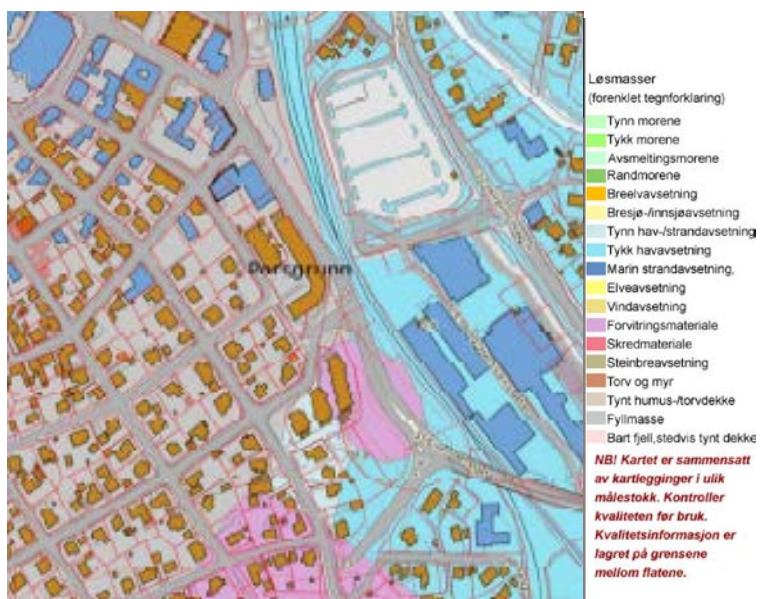 Porsgrunn
Løsmasser
(forenklet tegnforklaring)
Tynn morene
Tykk morene
Avsmeltingsmorene
Randmorene
Breelvavsetning
Bresjø-/innsjøavsetning
Tynn hav-/strandavsetning
Tykk havavsetning
Marin strandavsetning.
Elveavsetning
Vindavsetning
Forvitringsmateriale
Skredmateriale
Steinbreavsetning
Torv og myr
Tynt humus-/torvdekke
Fyllmasse
Bart fjell,stedvis tynt dekke
NB! Kartet er sammensatt
av kartlegginger i ulik
målestokk. Kontroller
kvaliteten før bruk.
Kvalitetsinformasjon er
lagret på grensene
mellom flatene.